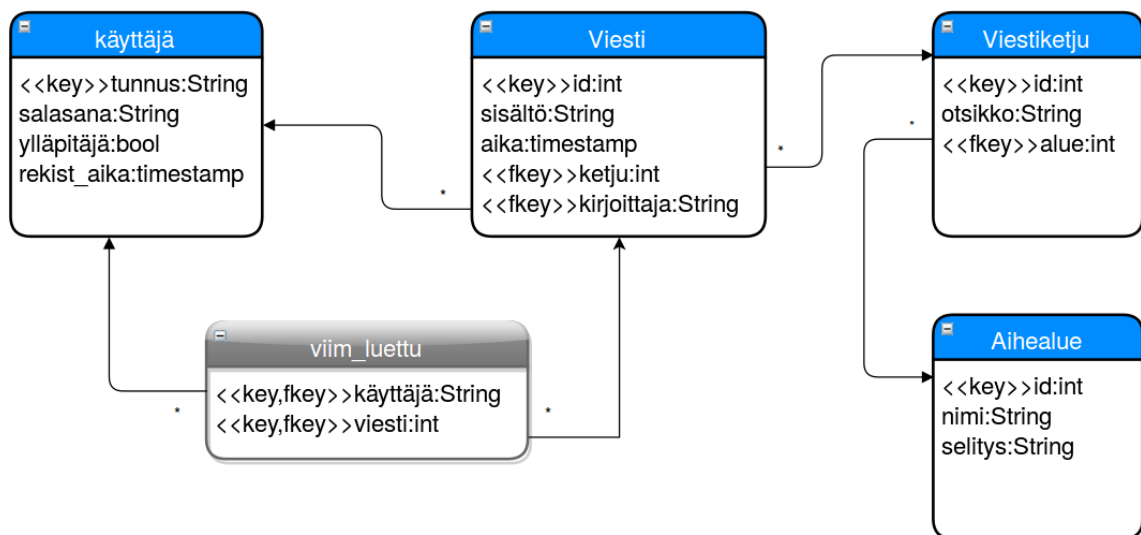 käyttäjä
<<key>>tunnus:String
salasana:String
ylläpitäjä:bool
rekist_aika:timestamp
*
Viesti
<<key>>id:int
sisältö:String
aika:timestamp
<<fkey>>ketju:int
<<fkey>>kirjoittaja:String
*
Viestiketju
<<key>>id:int
otsikko:String
<<fkey>>alue:int
*
viim_luettu
<<key,fkey>>käyttäjä:String
<<key,fkey>>viesti:int
*
*
Aihealue
<<key>>id:int
nimi:String
selitys:String